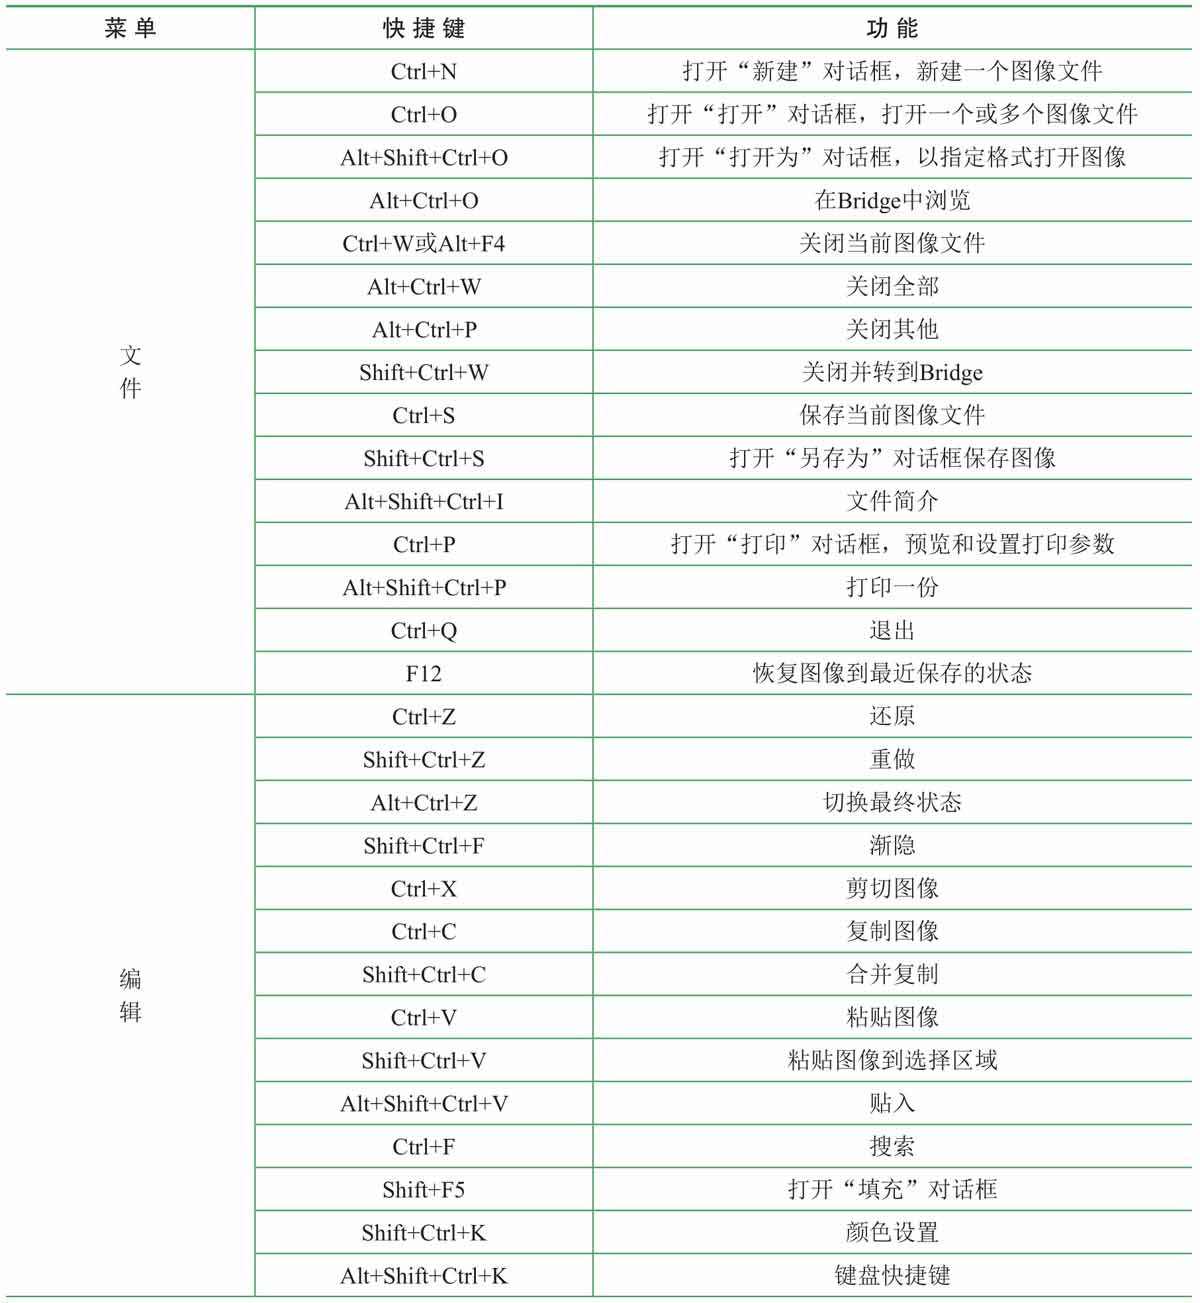 菜单 快捷键 功能
文件
Ctrl+N 打开“新建”对话框，新建一个图像文件
Ctrl+O 打开“打开”对话框，打开一个或多个图像文件
Alt+Shift+Ctrl+O 打开“打开为”对话框，以指定格式打开图像
Alt+Ctrl+O 在Bridge中浏览
Ctrl+W或Alt+F4 关闭当前图像文件
Alt+Ctrl+W 关闭全部
Alt+Ctrl+P 关闭其他
Shift+Ctrl+W 关闭并转到Bridge
Ctrl+S 保存当前图像文件
Shift+Ctrl+S 打开“另存为”对话框保存图像
Alt+Shift+Ctrl+I 文件简介
Ctrl+P 打开“打印”对话框，预览和设置打印参数
Alt+Shift+Ctrl+P 打印一份
Ctrl+Q 退出
F12 恢复图像到最近保存的状态
编辑
Ctrl+Z 还原
Shift+Ctrl+Z 重做
Alt+Ctrl+Z 切换最终状态
Shift+Ctrl+F 渐隐
Ctrl+X 剪切图像
Ctrl+C 复制图像
Shift+Ctrl+C 合并复制
Ctrl+V 粘贴图像
Shift+Ctrl+V 粘贴图像到选择区域
Alt+Shift+Ctrl+V 贴入
Ctrl+F 搜索
Shift+F5 打开“填充”对话框
Shift+Ctrl+K 颜色设置
Alt+Shift+Ctrl+K 键盘快捷键